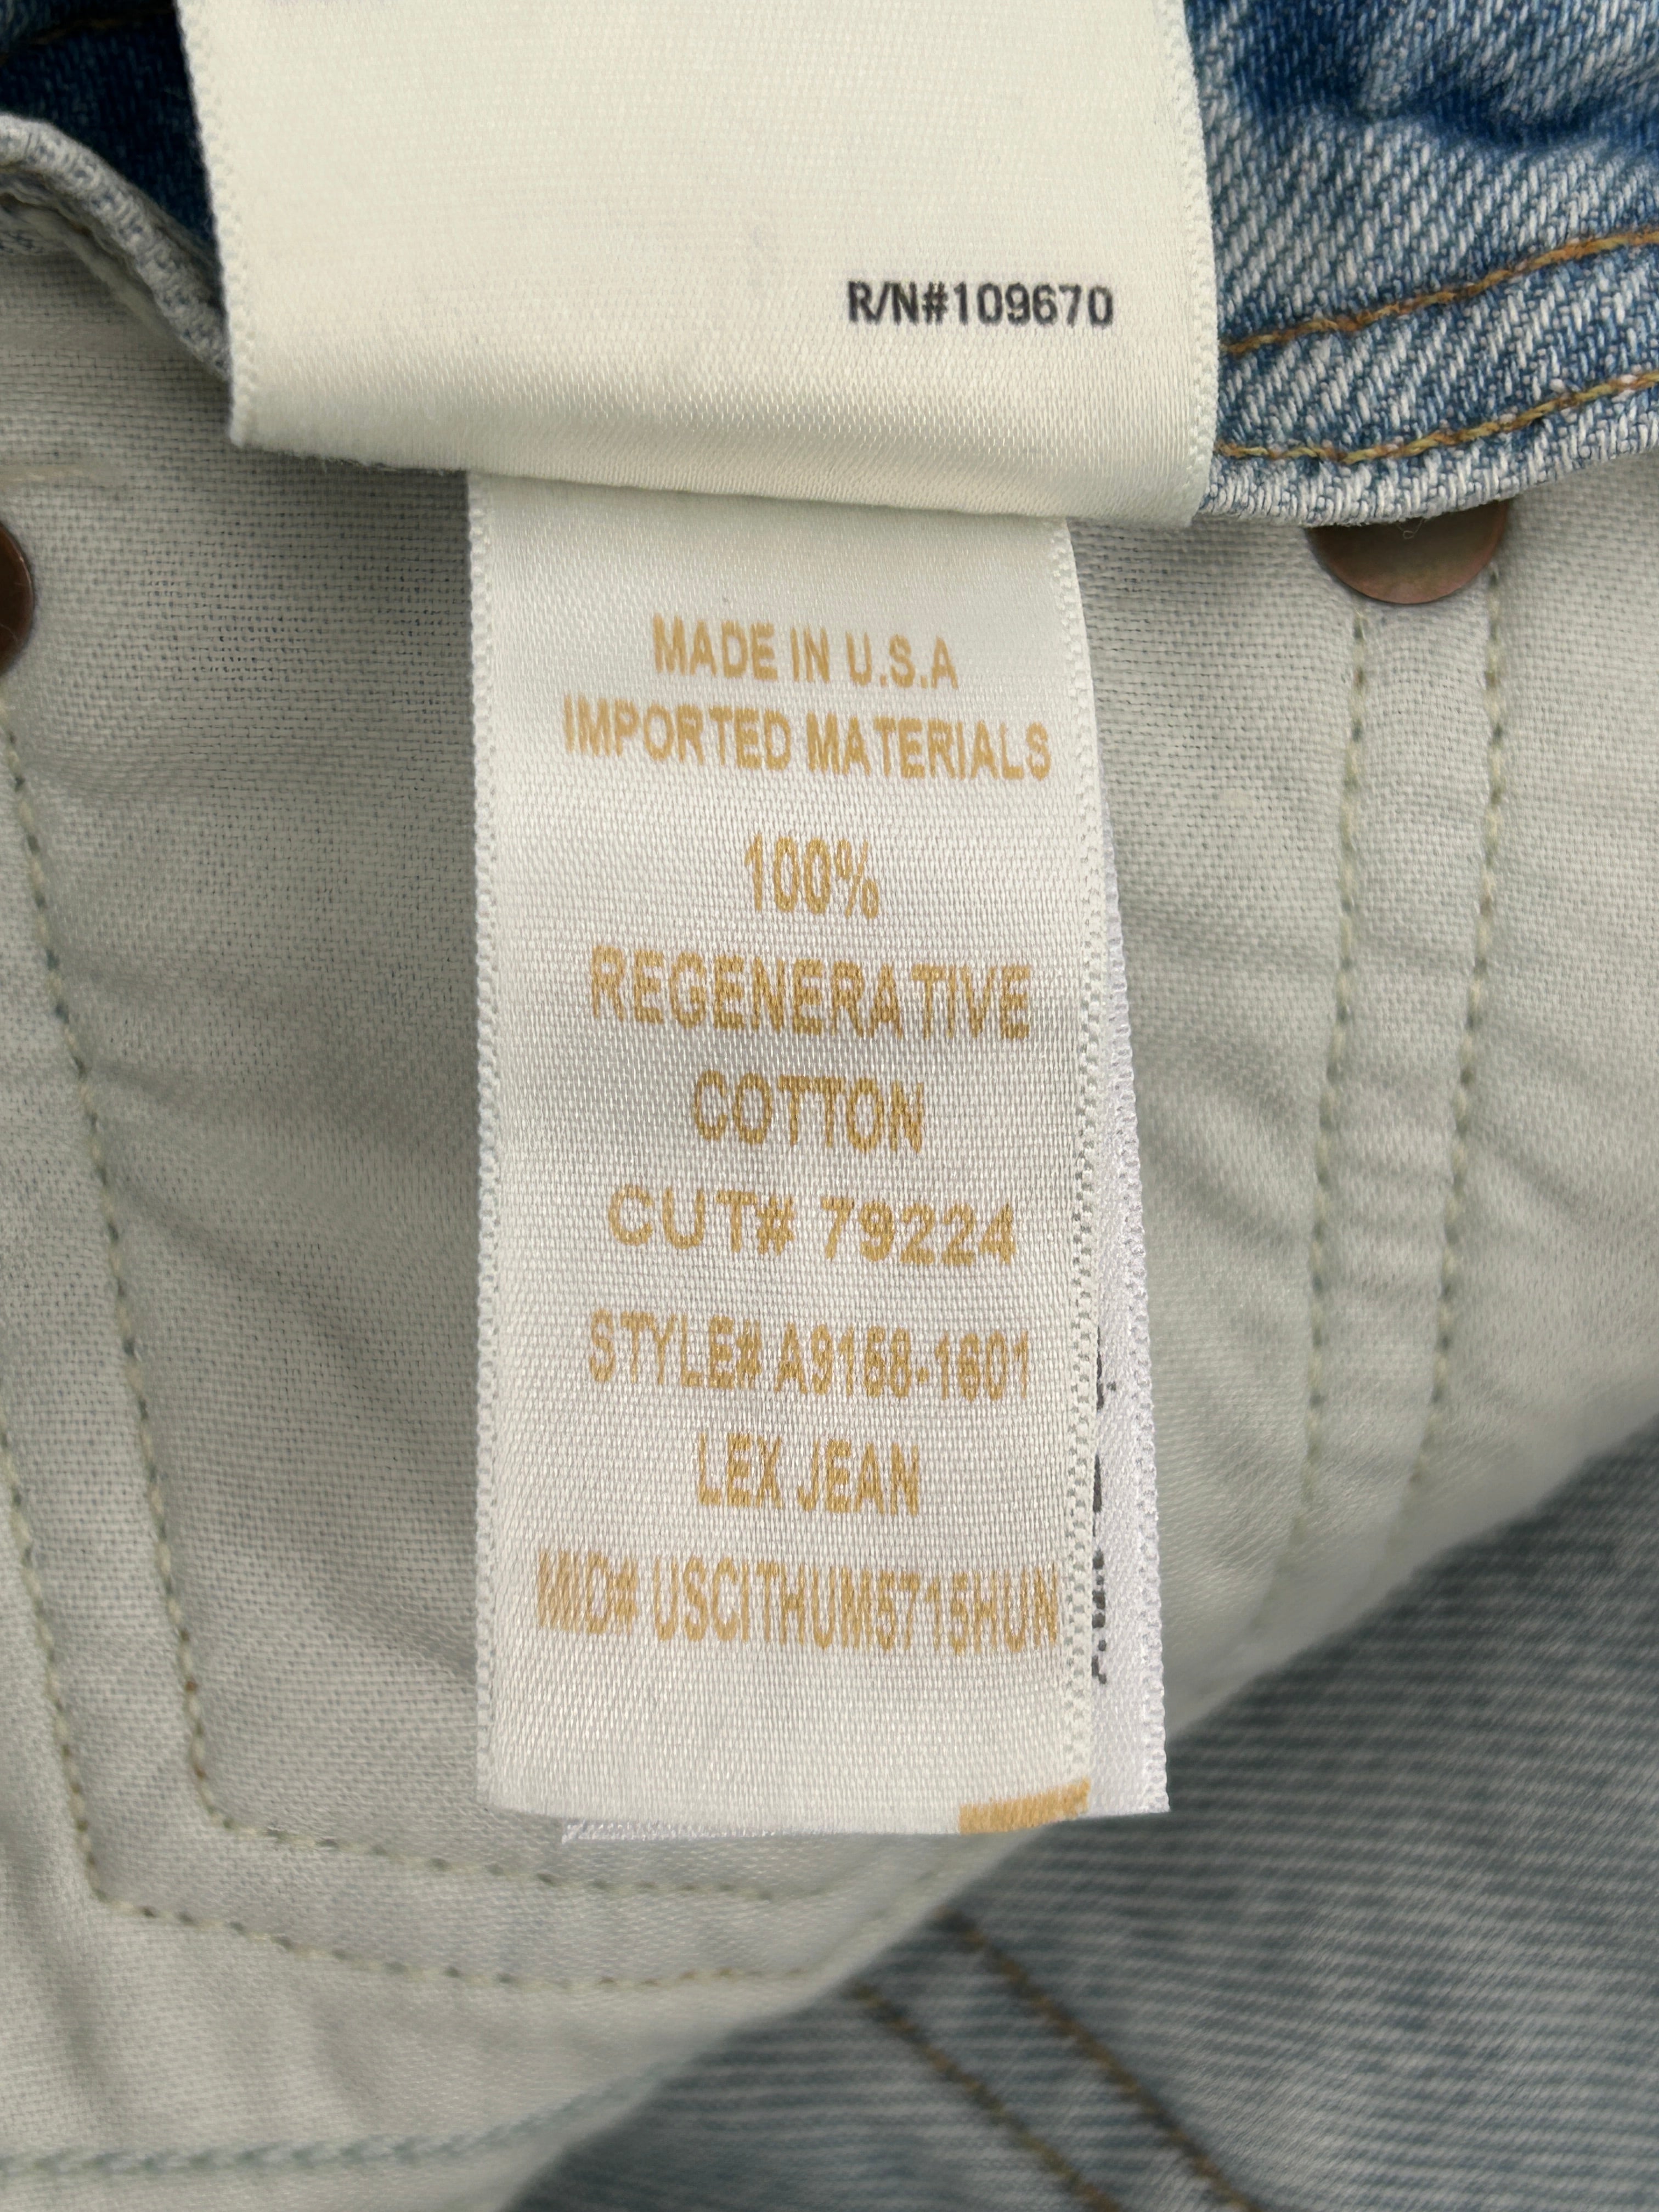 R/N#109670
MADE IN U.S.A
IMPORTED MATERIALS
100%
REGENERATIVE
COTTON
CUT# 79224
STYLE# A9158-1601
LEX JEAN
MID# USCITHUM5715HUN